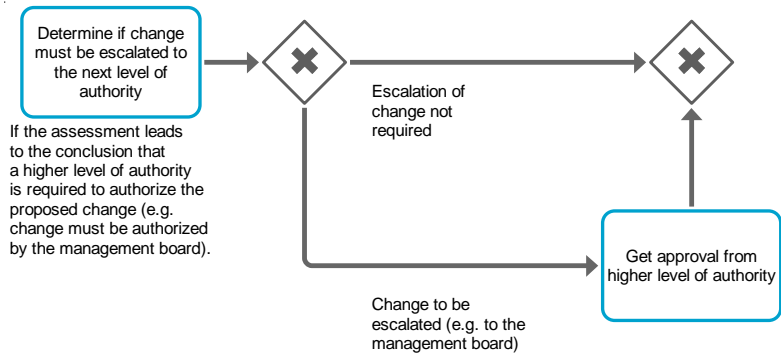 Determine if change
must be escalated to
the next level of
authority
If the assessment leads
to the conclusion that
a higher level of authority
is required to authorize the
proposed change (e.g.
change must be authorized
by the management board).
Escalation of
change not
required
Get approval from
higher level of authority
Change to be
escalated (e.g. to the
management board)